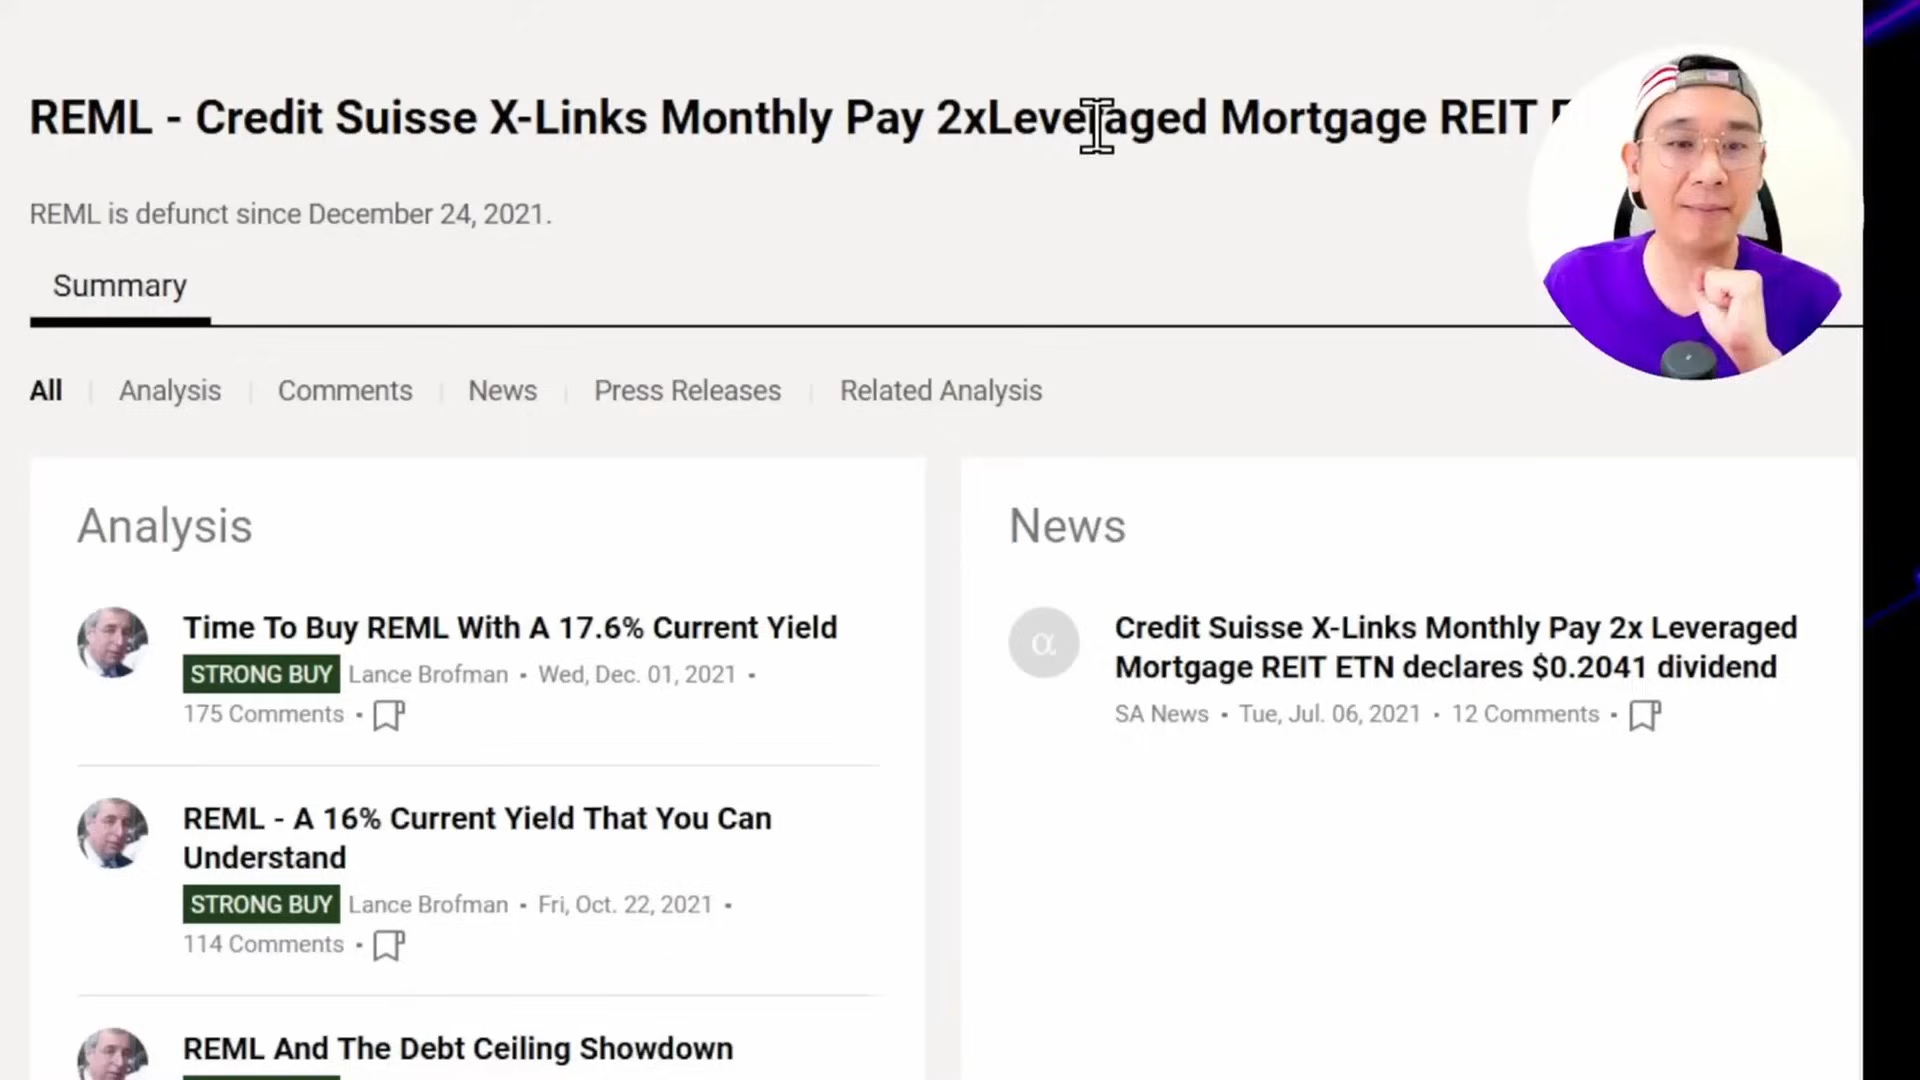 REML - Credit Suisse X-Links Monthly Pay 2xLeveraged Mortgage REIT
REML is defunct since December 24, 2021.
Summary
All | Analysis | Comments | News | Press Releases | Related Analysis
Analysis
Time To Buy REML With A 17.6% Current Yield
STRONG BUY Lance Brofman • Wed, Dec. 01, 2021 •
175 Comments •
REML - A 16% Current Yield That You Can
Understand
STRONG BUY Lance Brofman • Fri, Oct. 22, 2021 •
114 Comments •
REML And The Debt Ceiling Showdown
News
α
Credit Suisse X-Links Monthly Pay 2x Leveraged
Mortgage REIT ETN declares $0.2041 dividend
SA News • Tue, Jul. 06, 2021 • 12 Comments •